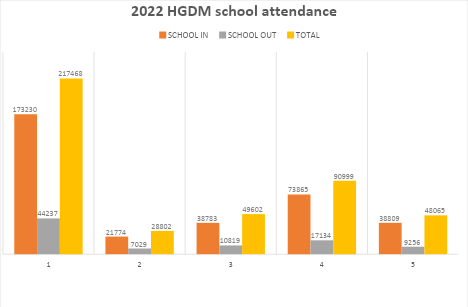 2022 HGDM school attendance
SCHOOL IN SCHOOL OUT TOTAL
173230 44237 217468
21774 7029 28802
38783 10819 49602
73865 17134 90999
38809 9256 48065
1 2 3 4 5